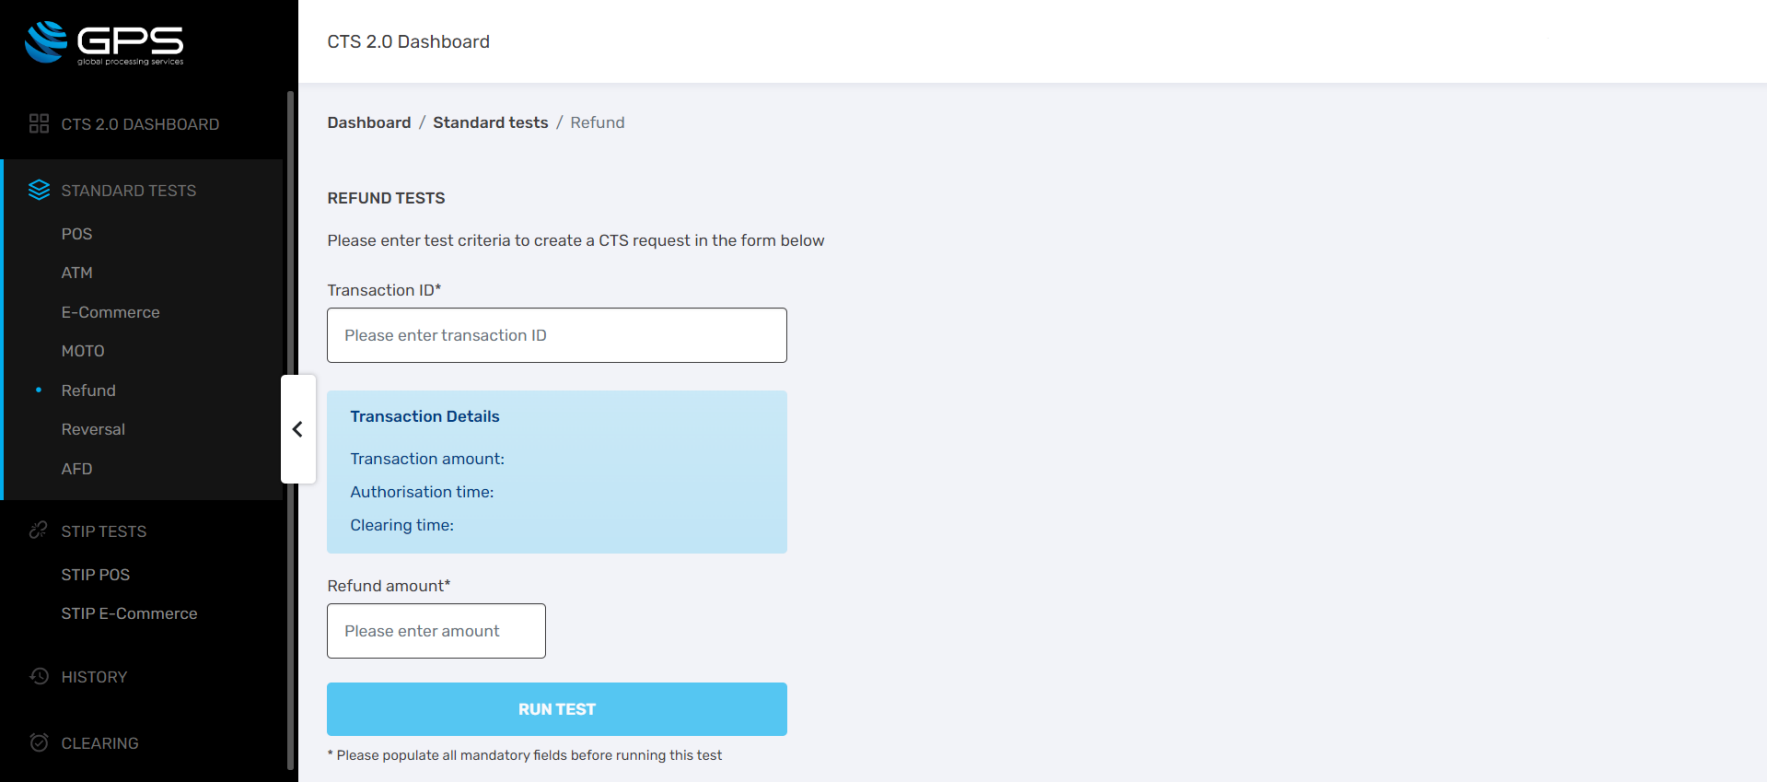 GPS
global processing services
CTS 2.0 DASHBOARD
STANDARD TESTS
POS
ATM
E-Commerce
MOTO
Refund
Reversal
AFD
STIP TESTS
STIP POS
STIP E-Commerce
HISTORY
CLEARING
CTS 2.0 Dashboard
Dashboard / Standard tests / Refund
REFUND TESTS
Please enter test criteria to create a CTS request in the form below
Transaction ID*
Please enter transaction ID
Transaction Details
Transaction amount:
Authorisation time:
Clearing time:
Refund amount*
Please enter amount
RUN TEST
* Please populate all mandatory fields before running this test